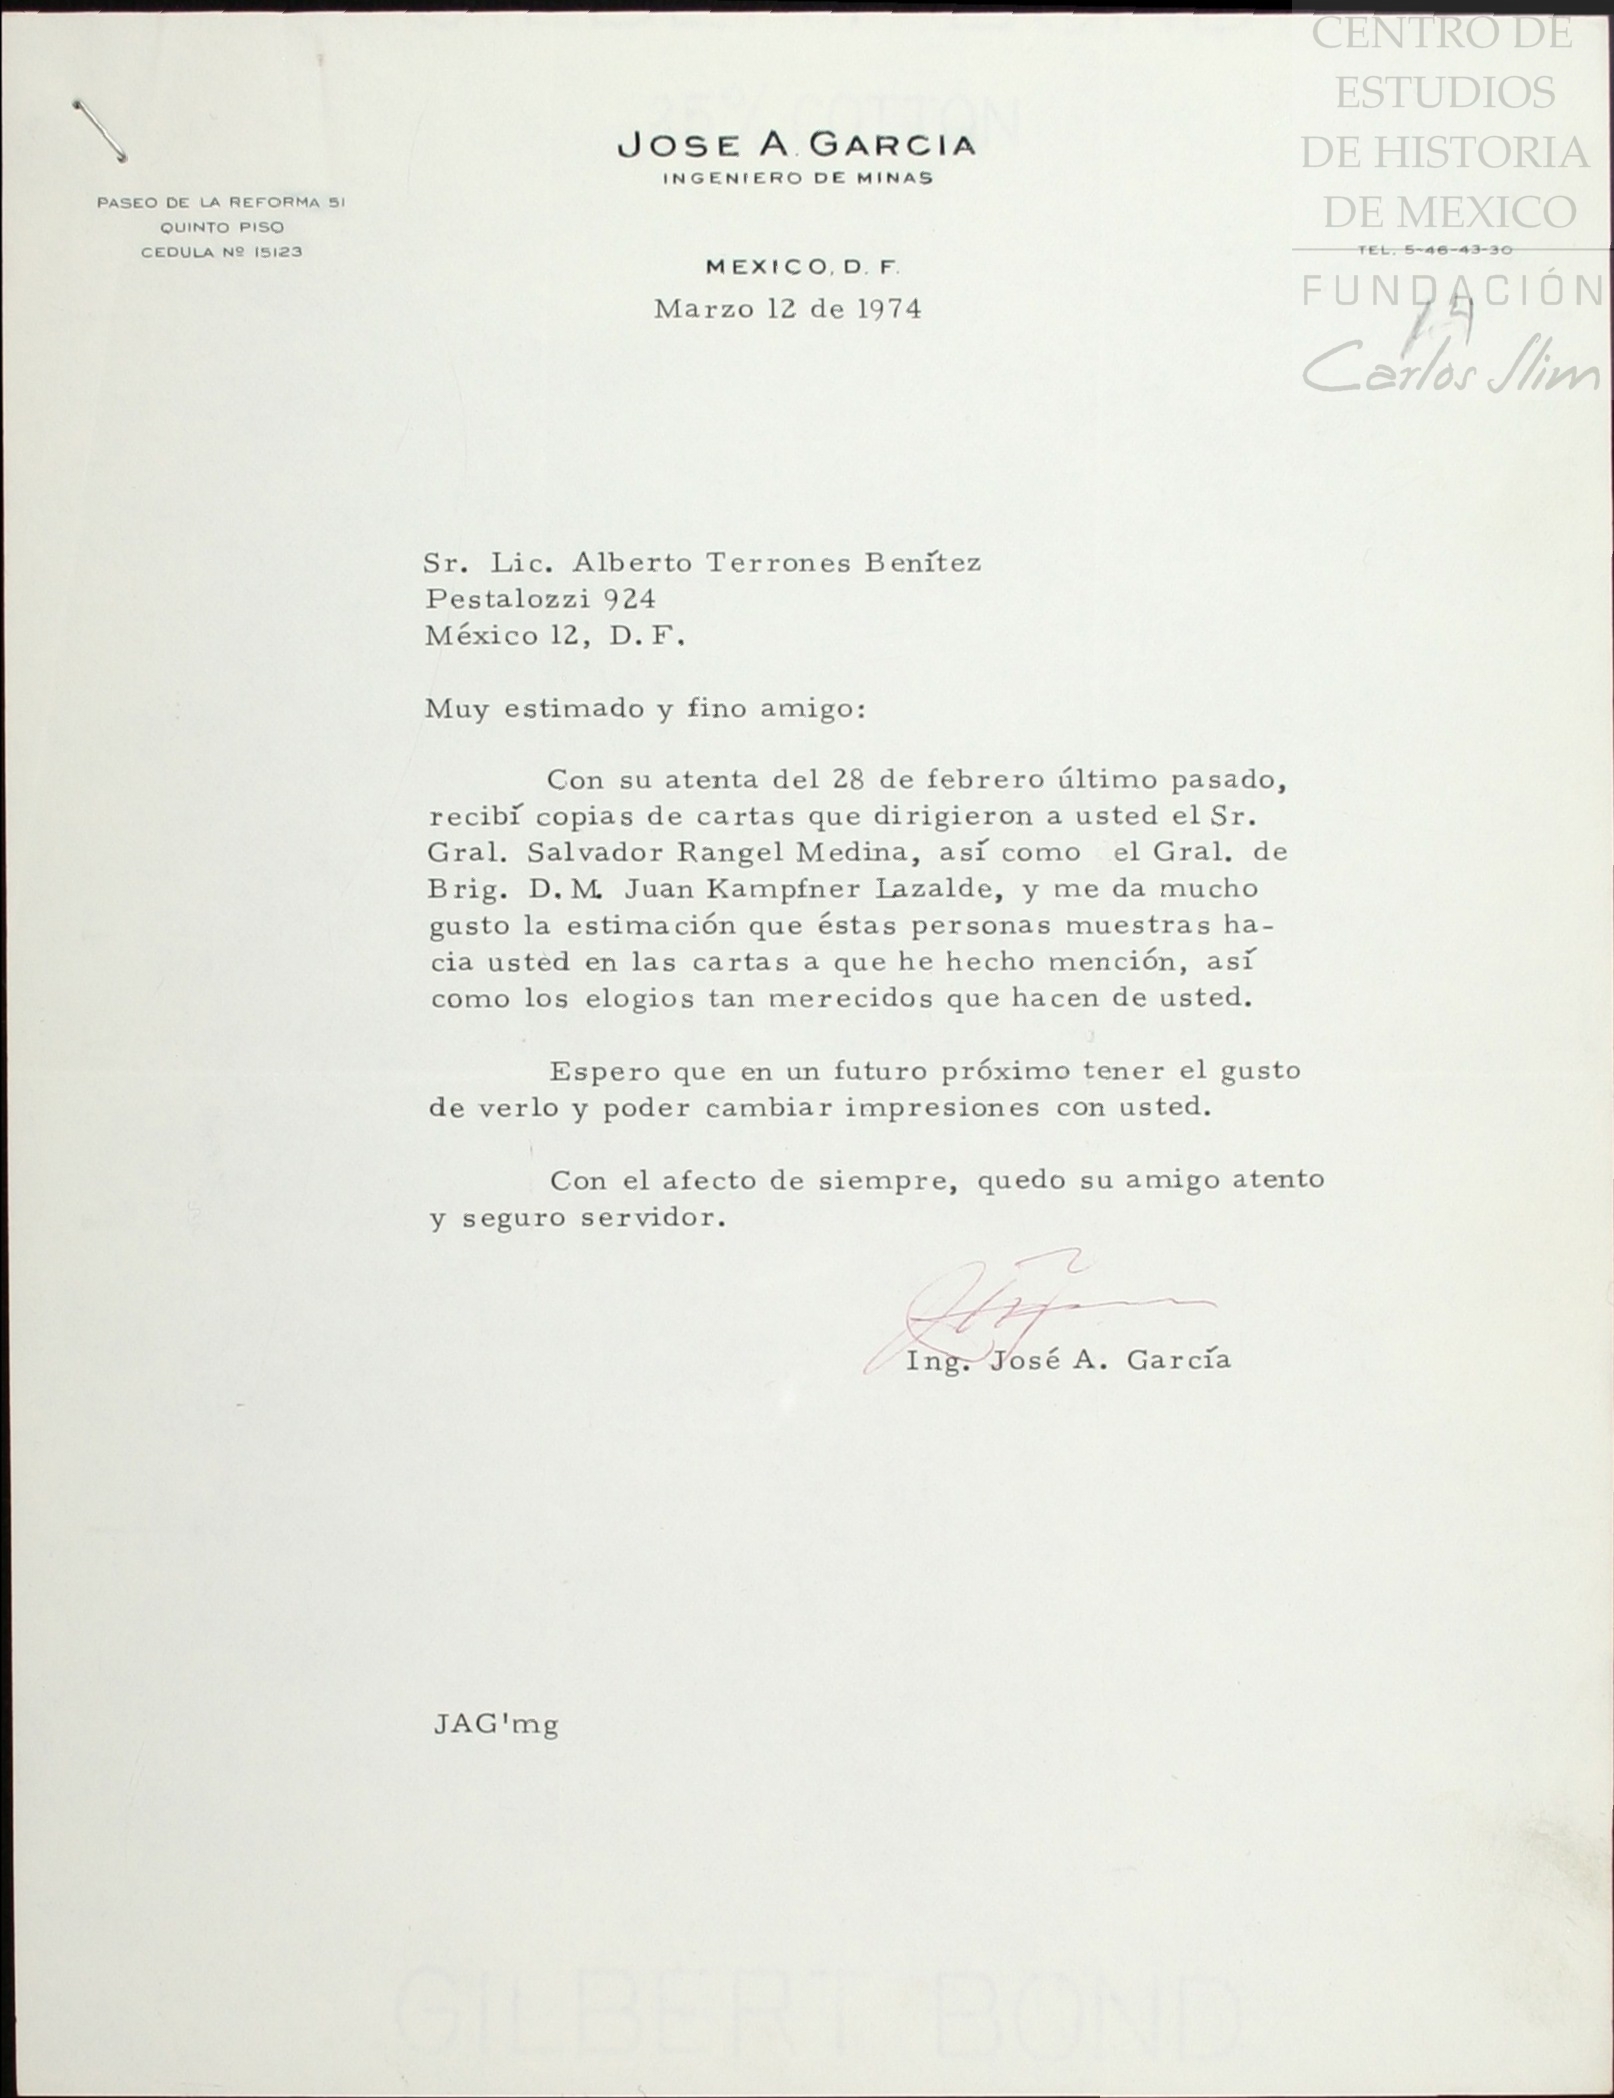 CENTRO DE
ESTUDIOS
DE HISTORIA
DE MEXICO
FUNDACIÓN
Carlos Slim
JOSE A. GARCIA
INGENIERO DE MINAS
PASEO DE LA REFORMA 51
QUINTO PISO
CEDULA Nº 15123
TEL. 5-46-43-30
MEXICO, D. F.
Marzo 12 de 1974
Sr. Lic. Alberto Terrones Benítez
Pestalozzi 924
México 12, D. F.
Muy estimado y fino amigo:
Con su atenta del 28 de febrero último pasado,
recibí copias de cartas que dirigieron a usted el Sr.
Gral. Salvador Rangel Medina, así como el Gral. de
Brig. D. M. Juan Kampfner Lazalde, y me da mucho
gusto la estimación que éstas personas muestras ha-
cia usted en las cartas a que he hecho mención, así
como los elogios tan merecidos que hacen de usted.
Espero que en un futuro próximo tener el gusto
de verlo y poder cambiar impresiones con usted.
Con el afecto de siempre, quedo su amigo atento
y seguro servidor.
Ing. José A. García
JAG'mg
GILBERT BOND